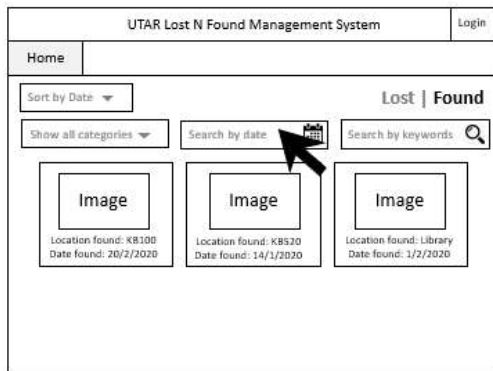 UTAR Lost N Found Management System
Login
Home
Sort by Date
Lost | Found
Show all categories
Search by date
Search by keywords
Image
Location found: KB100
Date found: 20/2/2020
Image
Location found: KB520
Date found: 14/1/2020
Image
Location found: Library
Date found: 1/2/2020